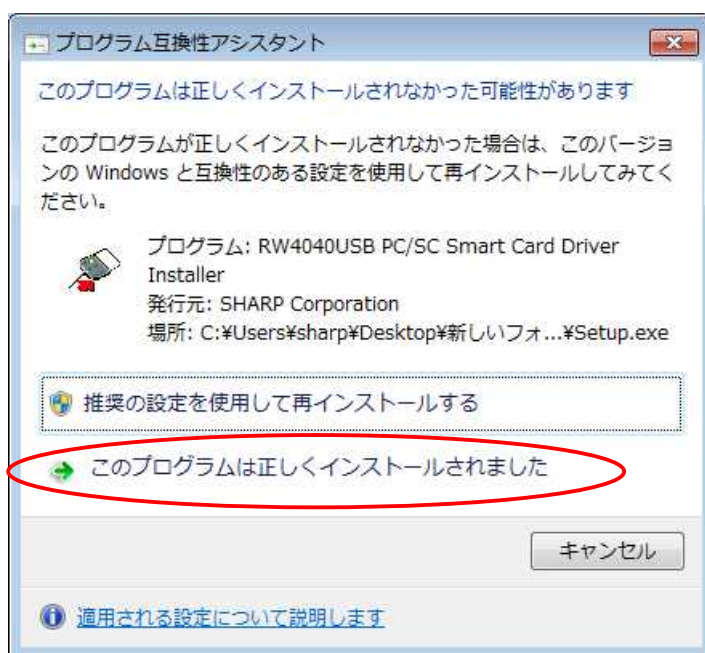 プログラム互換性アシスタント
このプログラムは正しくインストールされなかった可能性があります
このプログラムが正しくインストールされなかった場合は、このバージョ
ンの Windows と互換性のある設定を使用して再インストールしてみてく
ださい。
プログラム: RW4040USB PC/SC Smart Card Driver
Installer
発行元: SHARP Corporation
場所: C:¥Users¥sharp¥Desktop¥新しいフォ...¥Setup.exe
推奨の設定を使用して再インストールする
このプログラムは正しくインストールされました
キャンセル
適用される設定について説明します